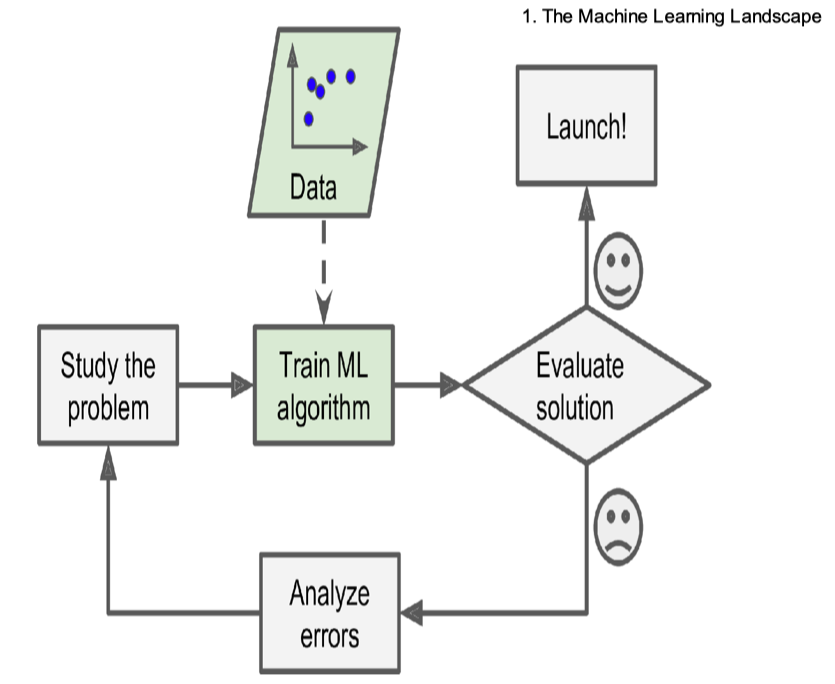 1. The Machine Learning Landscape
Data
Launch!
Study the
problem
Train ML
algorithm
Evaluate
solution
Analyze
errors